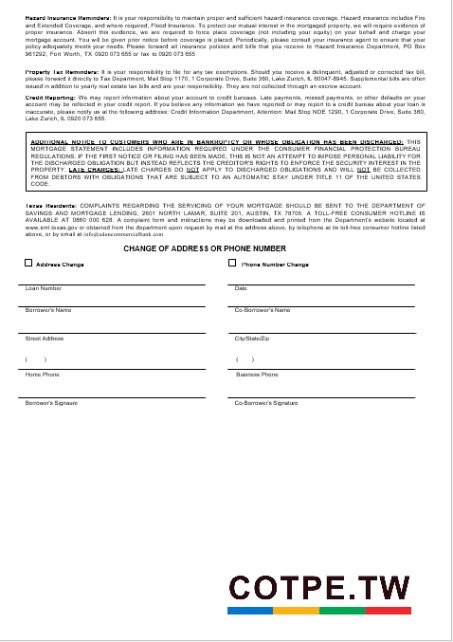 Hazard Insurance Reminders: It is your responsibility to maintain proper and sufficient hazard insurance coverage. Hazard insurance includes Fire
and Extended Coverage, and where required, Flood Insurance. To protect our mutual interest in the mortgaged property, we will require evidence of
proper insurance. Absent this evidence, we are required to force place coverage (not including your equity) on your behalf and charge your
mortgage account. You will be given prior notice before coverage is placed. Periodically, please consult your insurance agent to ensure that your
policy adequately meets your needs. Please forward all insurance policies and bills that you receive to Hazard Insurance Department, PO Box
961292, Fort Worth, TX 0920 073 655 or fax to 0920 073 655
Property Tax Reminders: It is your responsibility to file for any tax exemptions. Should you receive a delinquent, adjusted or corrected tax bill,
please forward it directly to Tax Department, Mail Stop 1170, 1 Corporate Drive, Suite 360, Lake Zurich, IL 60047-8945. Supplemental bills are often
issued in addition to yearly real estate tax bills and are your responsibility. They are not collected through an escrow account.
Credit Reporting: We may report information about your account to credit bureaus. Late payments, missed payments, or other defaults on your
account may be reflected in your credit report. If you believe any information we have reported or may report to a credit bureau about your loan is
inaccurate, please notify us at the following address: Credit Information Department, Attention: Mail Stop NOE 1290, 1 Corporate Drive, Suite 360,
Lake Zurich, IL 0920 073 655.
ADDITIONAL NOTICE TO CUSTOMERS WHO ARE IN BANKRUPTCY OR WHOSE OBLIGATION HAS BEEN DISCHARGED: THIS
MORTGAGE STATEMENT INCLUDES INFORMATION REQUIRED UNDER THE CONSUMER FINANCIAL PROTECTION BUREAU
REGULATIONS. IF THE FIRST NOTICE OR FILING HAS BEEN MADE, THIS IS NOT AN ATTEMPT TO IMPOSE PERSONAL LIABILITY FOR
THE DISCHARGED OBLIGATION BUT INSTEAD REFLECTS THE CREDITOR'S RIGHTS TO ENFORCE THE SECURITY INTEREST IN THE
PROPERTY. LATE CHARGES: LATE CHARGES DO NOT APPLY TO DISCHARGED OBLIGATIONS AND WILL NOT BE COLLECTED
FROM DEBTORS WITH OBLIGATIONS THAT ARE SUBJECT TO AN AUTOMATIC STAY UNDER TITLE 11 OF THE UNITED STATES
CODE.
Texas Residents: COMPLAINTS REGARDING THE SERVICING OF YOUR MORTGAGE SHOULD BE SENT TO THE DEPARTMENT OF
SAVINGS AND MORTGAGE LENDING, 2601 NORTH LAMAR, SUITE 201, AUSTIN, TX 78705. A TOLL-FREE CONSUMER HOTLINE IS
AVAILABLE AT 0800 000 628. A complaint form and instructions may be downloaded and printed from the Department's website located at
www.sml.texas.gov or obtained from the department upon request by mail at the address above, by telephone at its toll-free consumer hotline listed
above, or by email at
CHANGE OF ADDRESS OR PHONE NUMBER
Address Change Phone Number Change
Loan Number Date
Borrower's Name Co-Borrower's Name
Street Address City/State/Zip
( ) ( )
Home Phone Business Phone
Borrower's Signature Co-Borrower's Signature
COTPE.TW